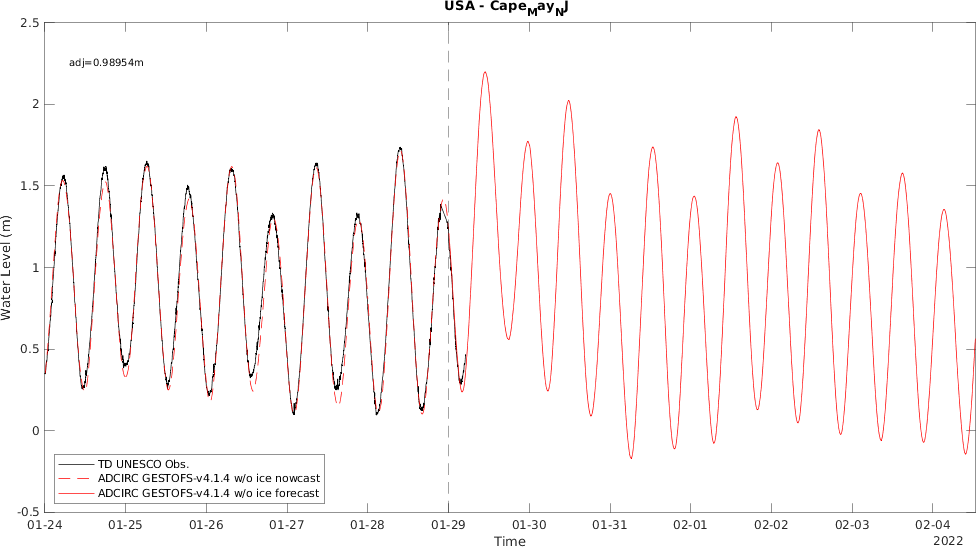 USA - CapeMayNJ
2.5
adj=0.98954m
2
1.5
1
0.5
0
-0.5
Water Level (m)
TD UNESCO Obs.
ADCIRC GESTOFS-v4.1.4 w/o ice nowcast
ADCIRC GESTOFS-v4.1.4 w/o ice forecast
01-24 01-25 01-26 01-27 01-28 01-29 01-30 01-31 02-01 02-02 02-03 02-04
Time
2022